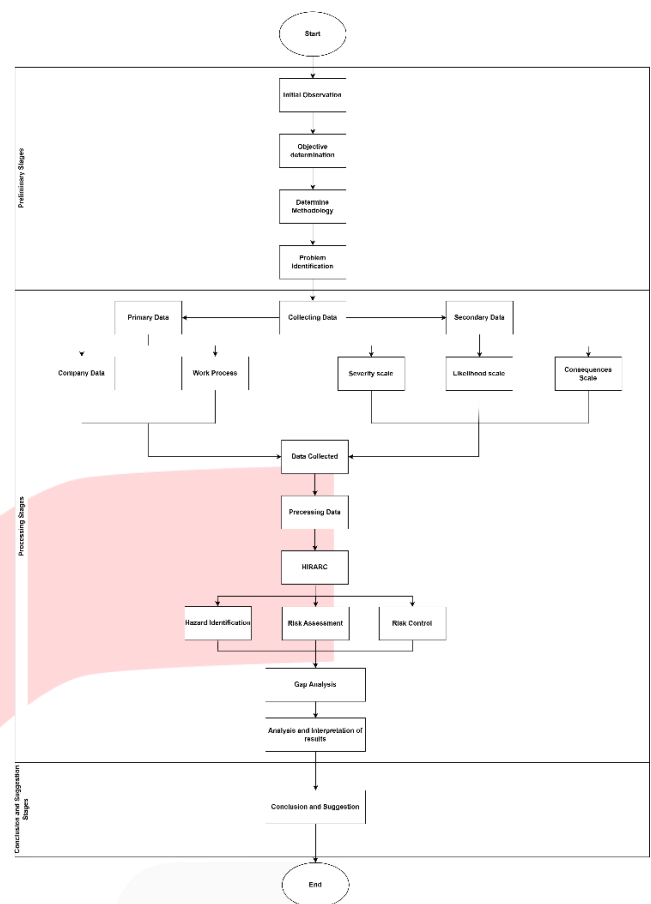 Start
Preliminary Stages
Initial Observation
Objective
determination
Determine
Methodology
Problem
Identification
Processing Stages
Primary Data
Collecting Data
Secondary Data
Company Data
Work Process
Severity scale
Likelihood scale
Consequences
Scale
Data Collected
Precessing Data
HIRARC
Hazard Identification
Risk Assessment
Risk Control
Gap Analysis
Analysis and Interpretation of
results
Conclusion and Suggestion
Stages
Conclusion and Suggestion
End